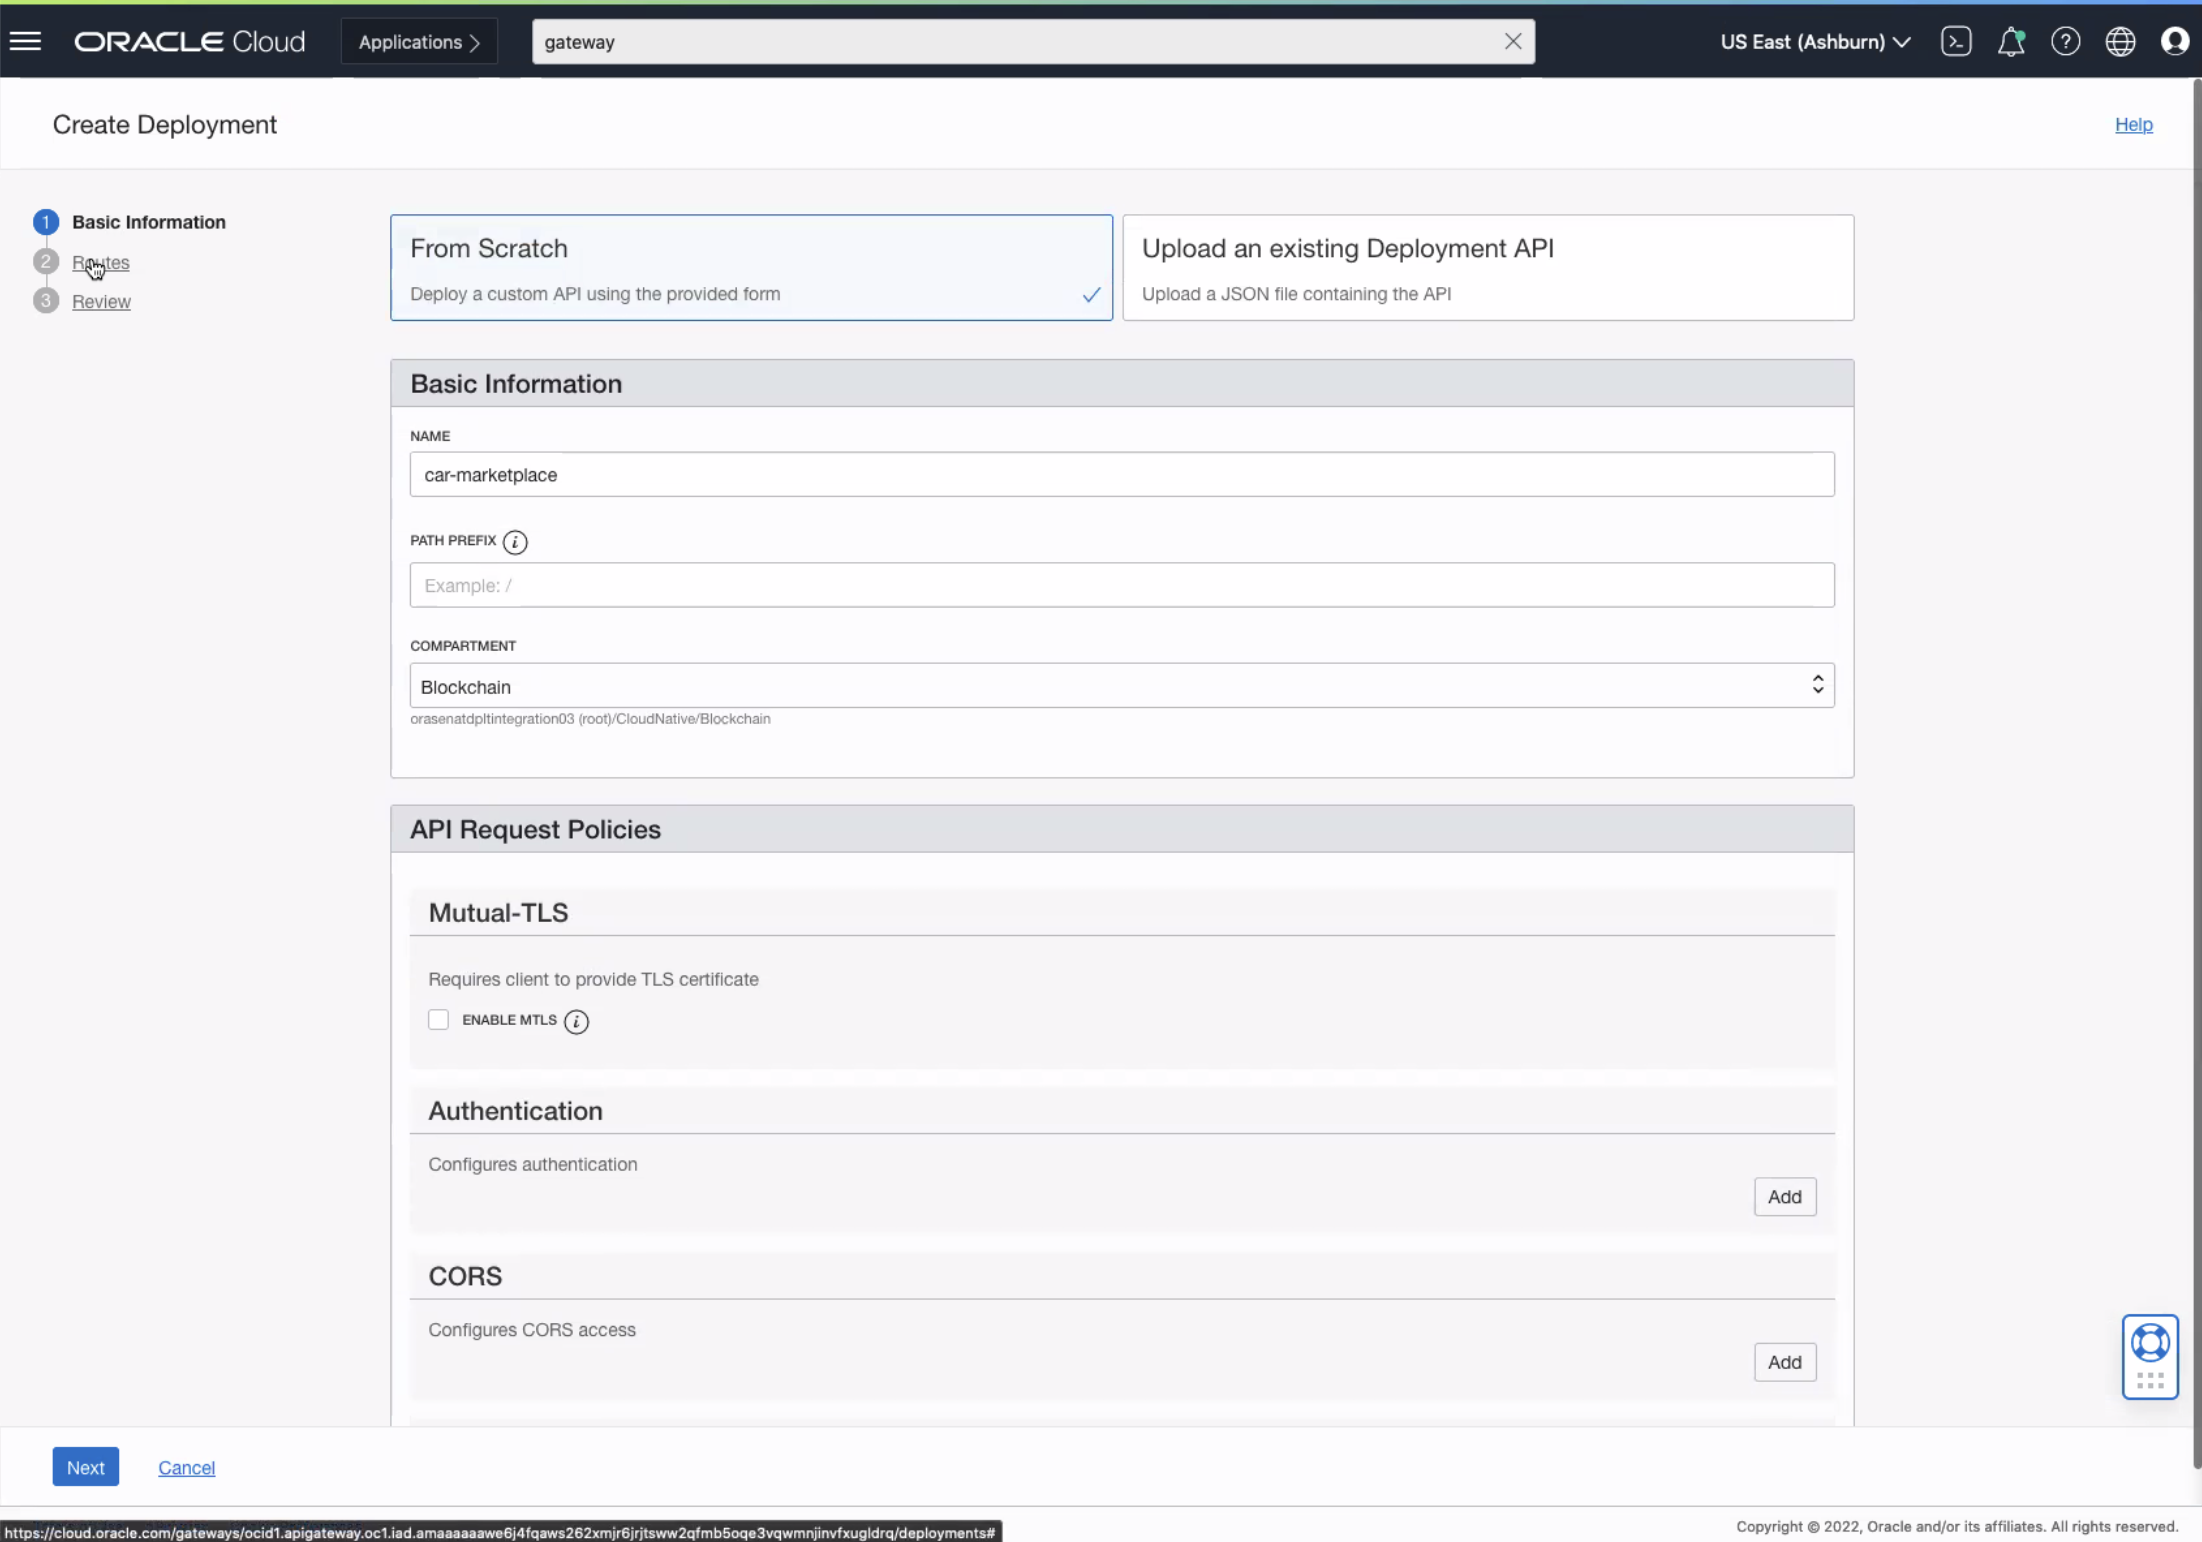 ORACLE Cloud
Applications
gateway
US East (Ashburn)
Create Deployment
Help
1 Basic Information
2 Routes
3 Review
From Scratch
Deploy a custom API using the provided form
Upload an existing Deployment API
Upload a JSON file containing the API
Basic Information
NAME
car-marketplace
PATH PREFIX i
Example: /
COMPARTMENT
Blockchain
orasenatdpltintegration03 (root)/CloudNative/Blockchain
API Request Policies
Mutual-TLS
Requires client to provide TLS certificate
ENABLE MTLS i
Authentication
Configures authentication
Add
CORS
Configures CORS access
Add
Next
Cancel
https://cloud.oracle.com/gateways/ocid1.apigateway.oc1.iad.amaaaaaawe6j4fqaws262xmjr6jrjtsww2qfmb5oqe3vqwmnjinvfxugldrq/deployments#
Copyright © 2022, Oracle and/or its affiliates. All rights reserved.